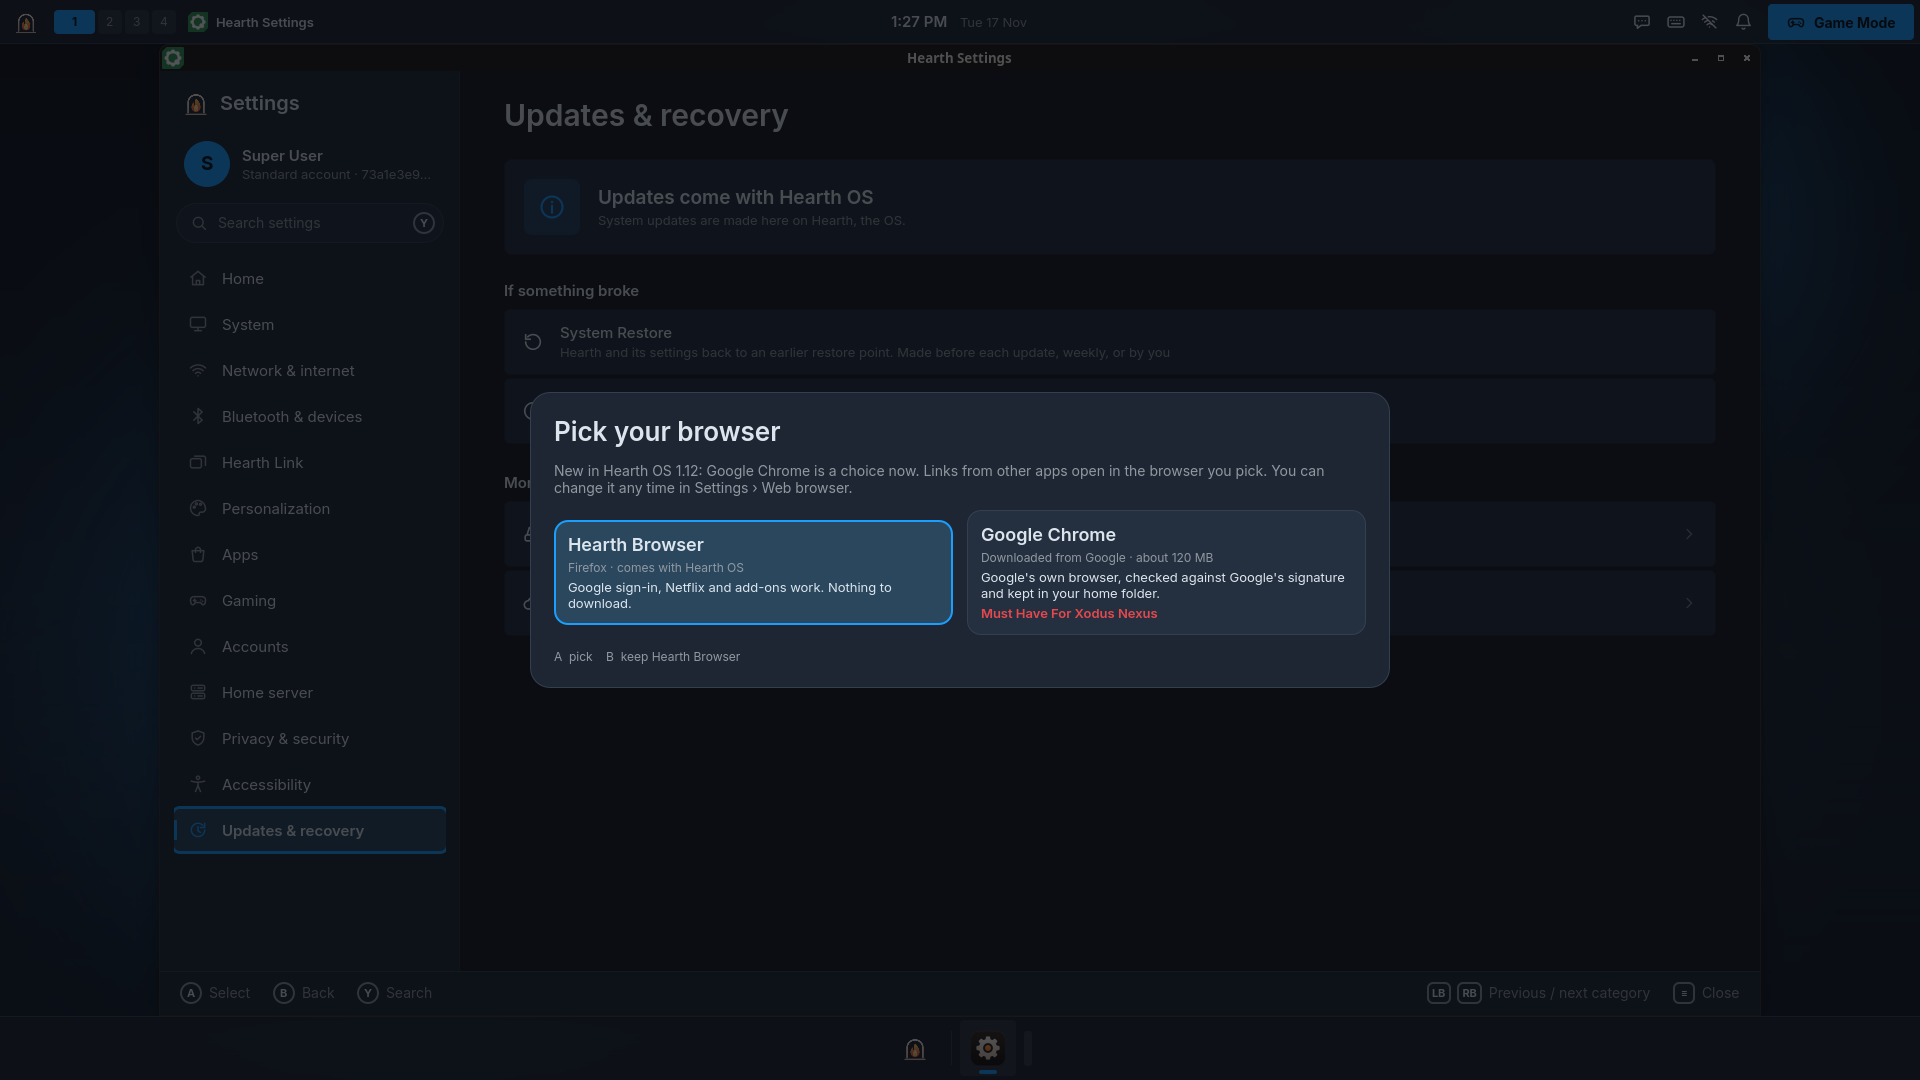 1 2 3 4 Hearth Settings
1:27 PM Tue 17 Nov
Game Mode
Hearth Settings
Settings
S
Super User
Standard account · 73a1e3e9...
Search settings Y
Home
System
Network & internet
Bluetooth & devices
Hearth Link
Personalization
Apps
Gaming
Accounts
Home server
Privacy & security
Accessibility
Updates & recovery
Updates & recovery
Updates come with Hearth OS
System updates are made here on Hearth, the OS.
If something broke
System Restore
Hearth and its settings back to an earlier restore point. Made before each update, weekly, or by you
Pick your browser
New in Hearth OS 1.12: Google Chrome is a choice now. Links from other apps open in the browser you pick. You can
change it any time in Settings › Web browser.
Hearth Browser
Firefox · comes with Hearth OS
Google sign-in, Netflix and add-ons work. Nothing to
download.
Google Chrome
Downloaded from Google · about 120 MB
Google's own browser, checked against Google's signature
and kept in your home folder.
Must Have For Xodus Nexus
A pick B keep Hearth Browser
A Select B Back Y Search
LB RB Previous / next category Close